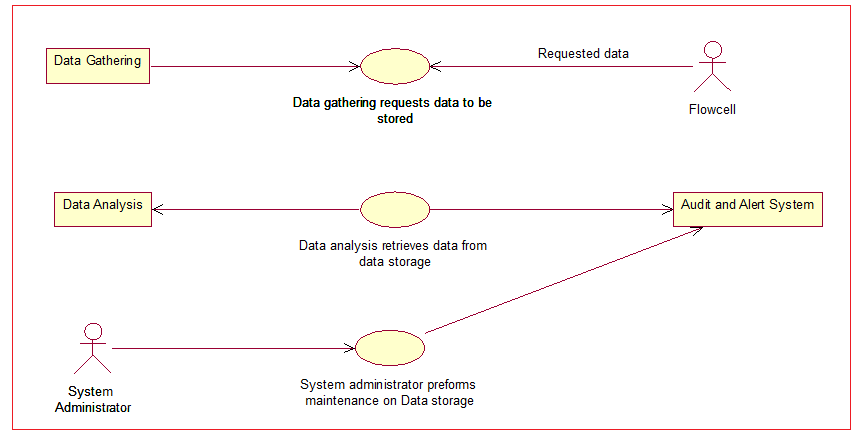 Data Gathering
Requested data
Flowcell
Data gathering requests data to be
stored
Data Analysis
Audit and Alert System
Data analysis retrieves data from
data storage
System
Administrator
System administrator preforms
maintenance on Data storage